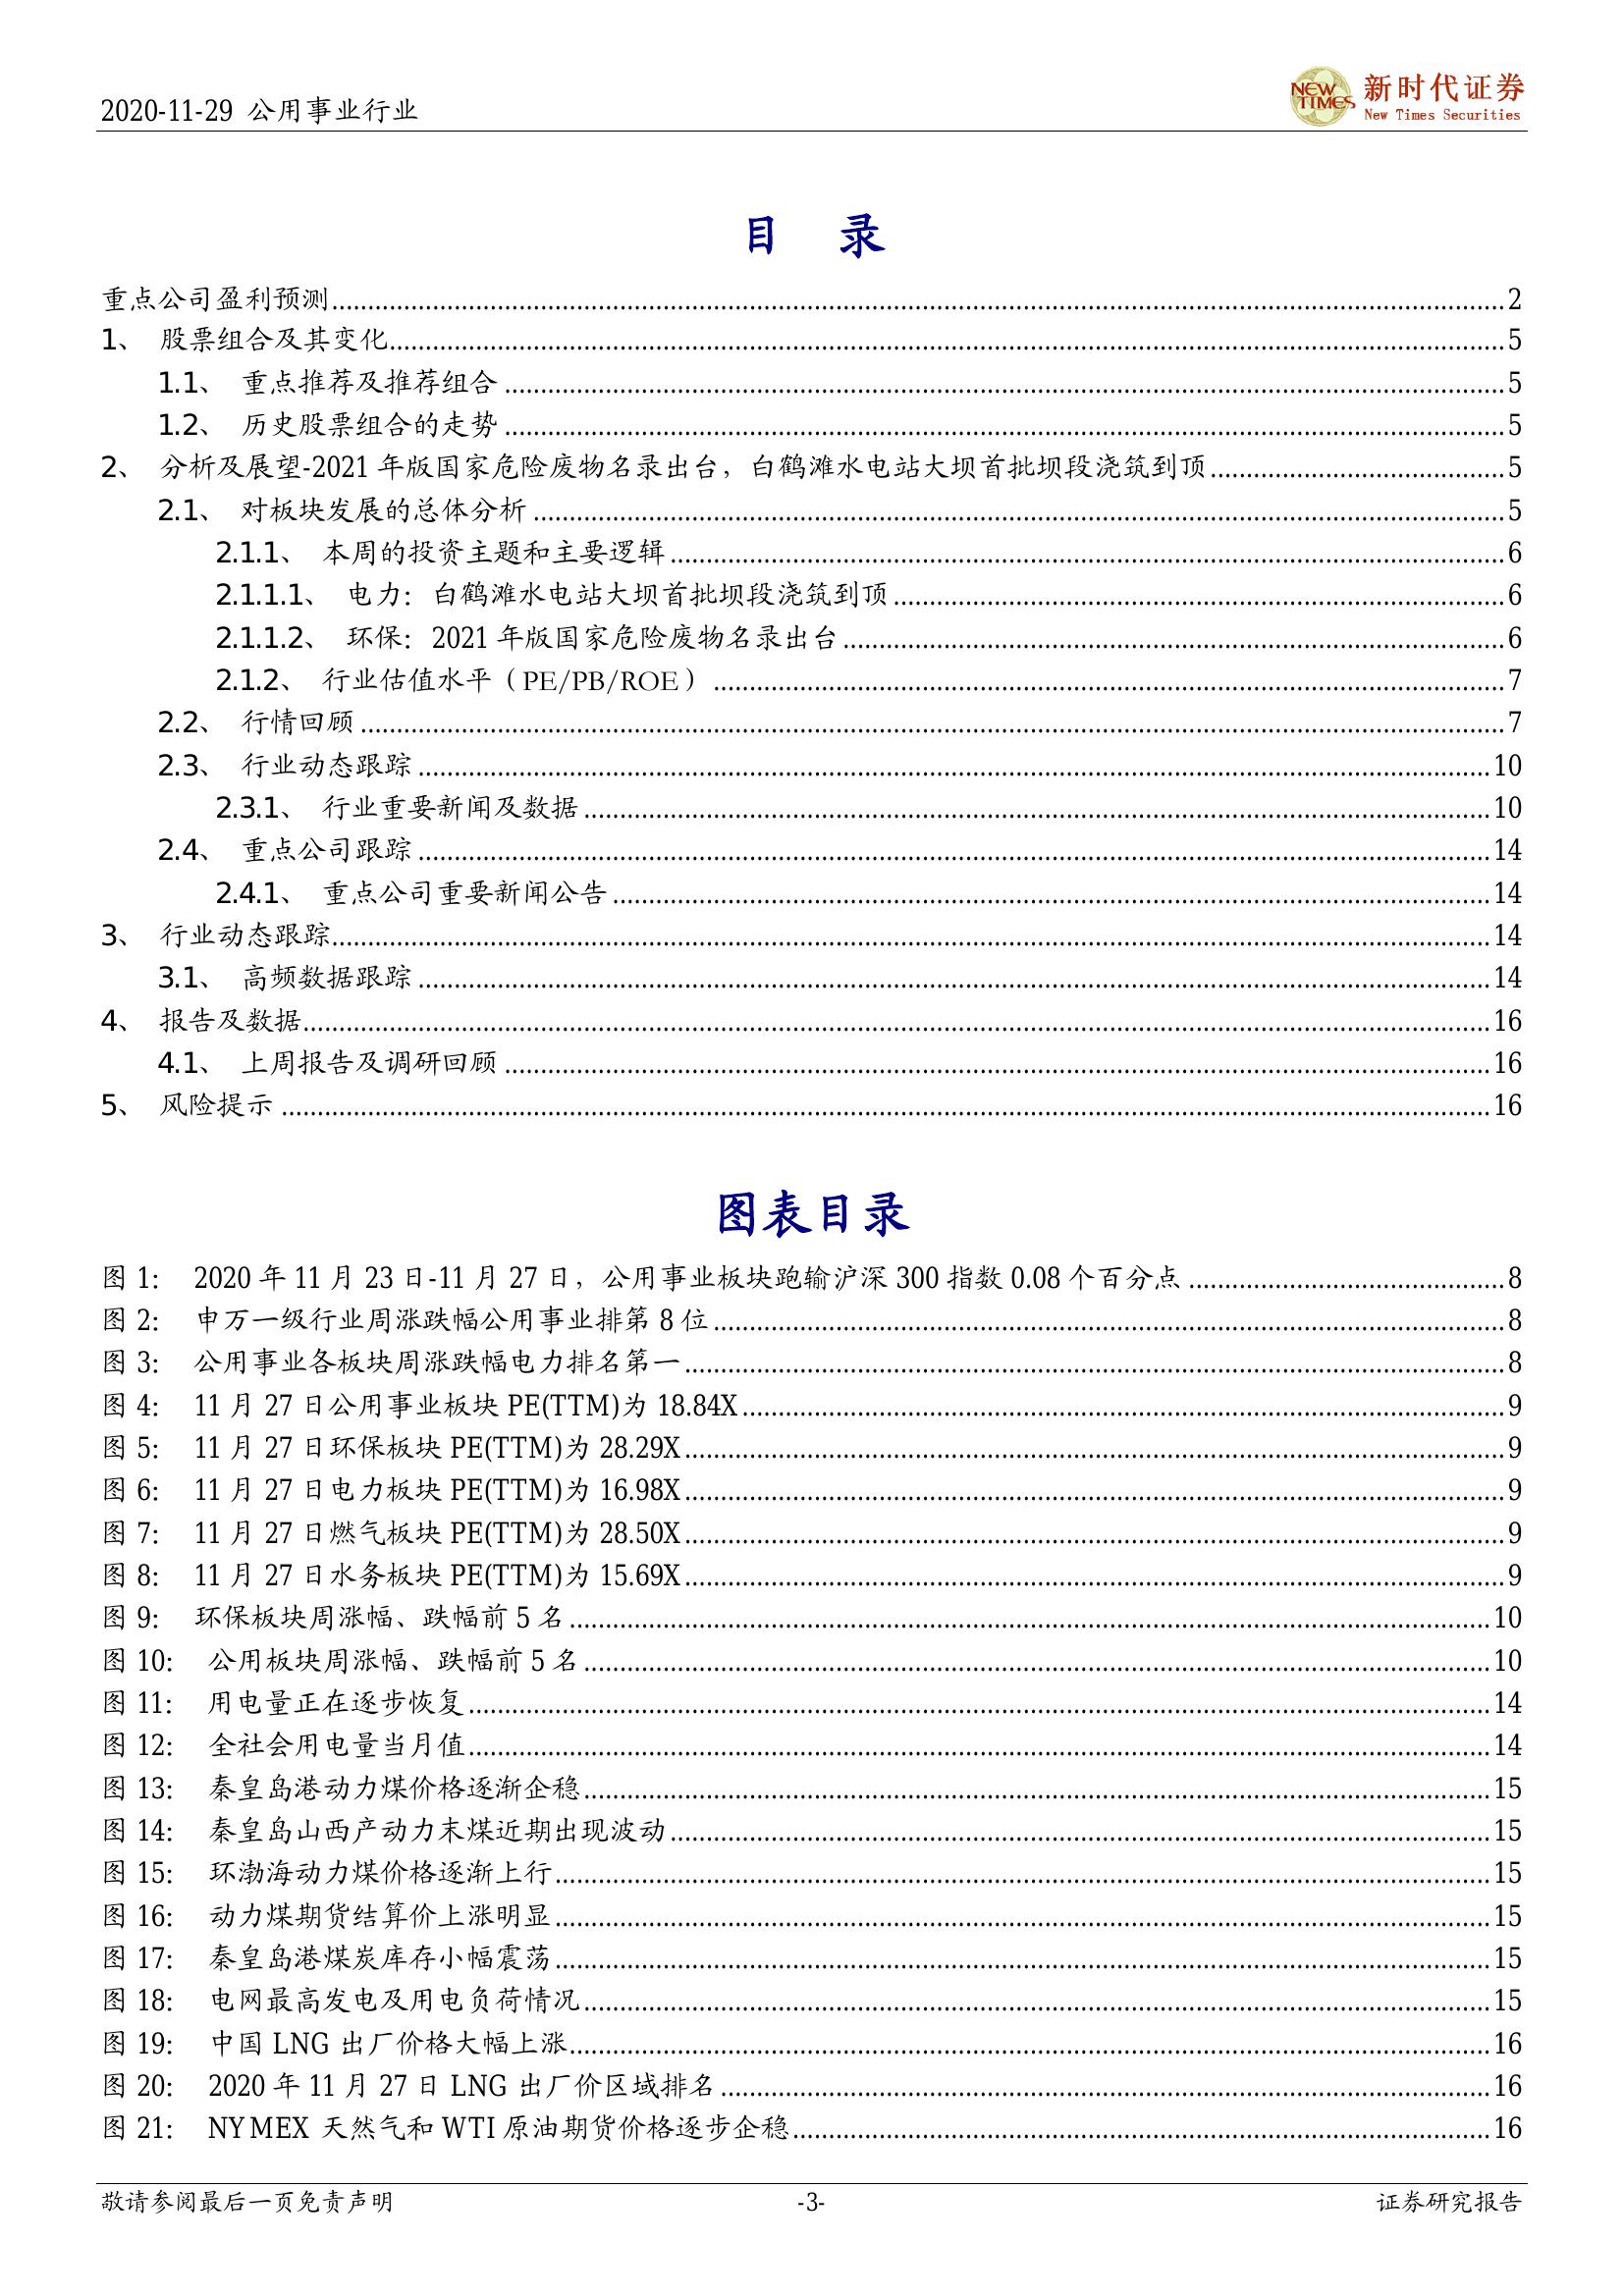 2020-11-29 公用事业行业
NEW TIMES 新时代证券
New Times Securities
目 录
重点公司盈利预测 2
1、 股票组合及其变化 5
1.1、 重点推荐及推荐组合 5
1.2、 历史股票组合的走势 5
2、 分析及展望-2021 年版国家危险废物名录出台，白鹤滩水电站大坝首批坝段浇筑到顶 5
2.1、 对板块发展的总体分析 5
2.1.1、 本周的投资主题和主要逻辑 6
2.1.1.1、 电力：白鹤滩水电站大坝首批坝段浇筑到顶 6
2.1.1.2、 环保：2021 年版国家危险废物名录出台 6
2.1.2、 行业估值水平（PE/PB/ROE） 7
2.2、 行情回顾 7
2.3、 行业动态跟踪 10
2.3.1、 行业重要新闻及数据 10
2.4、 重点公司跟踪 14
2.4.1、 重点公司重要新闻公告 14
3、 行业动态跟踪 14
3.1、 高频数据跟踪 14
4、 报告及数据 16
4.1、 上周报告及调研回顾 16
5、 风险提示 16
图表目录
图 1： 2020 年 11 月 23 日-11 月 27 日，公用事业板块跑输沪深 300 指数 0.08 个百分点 8
图 2： 申万一级行业周涨跌幅公用事业排第 8 位 8
图 3： 公用事业各板块周涨跌幅电力排名第一 8
图 4： 11 月 27 日公用事业板块 PE(TTM)为 18.84X 9
图 5： 11 月 27 日环保板块 PE(TTM)为 28.29X 9
图 6： 11 月 27 日电力板块 PE(TTM)为 16.98X 9
图 7： 11 月 27 日燃气板块 PE(TTM)为 28.50X 9
图 8： 11 月 27 日水务板块 PE(TTM)为 15.69X 9
图 9： 环保板块周涨幅、跌幅前 5 名 10
图 10： 公用板块周涨幅、跌幅前 5 名 10
图 11： 用电量正在逐步恢复 14
图 12： 全社会用电量当月值 14
图 13： 秦皇岛港动力煤价格逐渐企稳 15
图 14： 秦皇岛山西产动力末煤近期出现波动 15
图 15： 环渤海动力煤价格逐渐上行 15
图 16： 动力煤期货结算价上涨明显 15
图 17： 秦皇岛港煤炭库存小幅震荡 15
图 18： 电网最高发电及用电负荷情况 15
图 19： 中国 LNG 出厂价格大幅上涨 16
图 20： 2020 年 11 月 27 日 LNG 出厂价区域排名 16
图 21： NYMEX 天然气和 WTI 原油期货价格逐步企稳 16
敬请参阅最后一页免责声明 -3- 证券研究报告